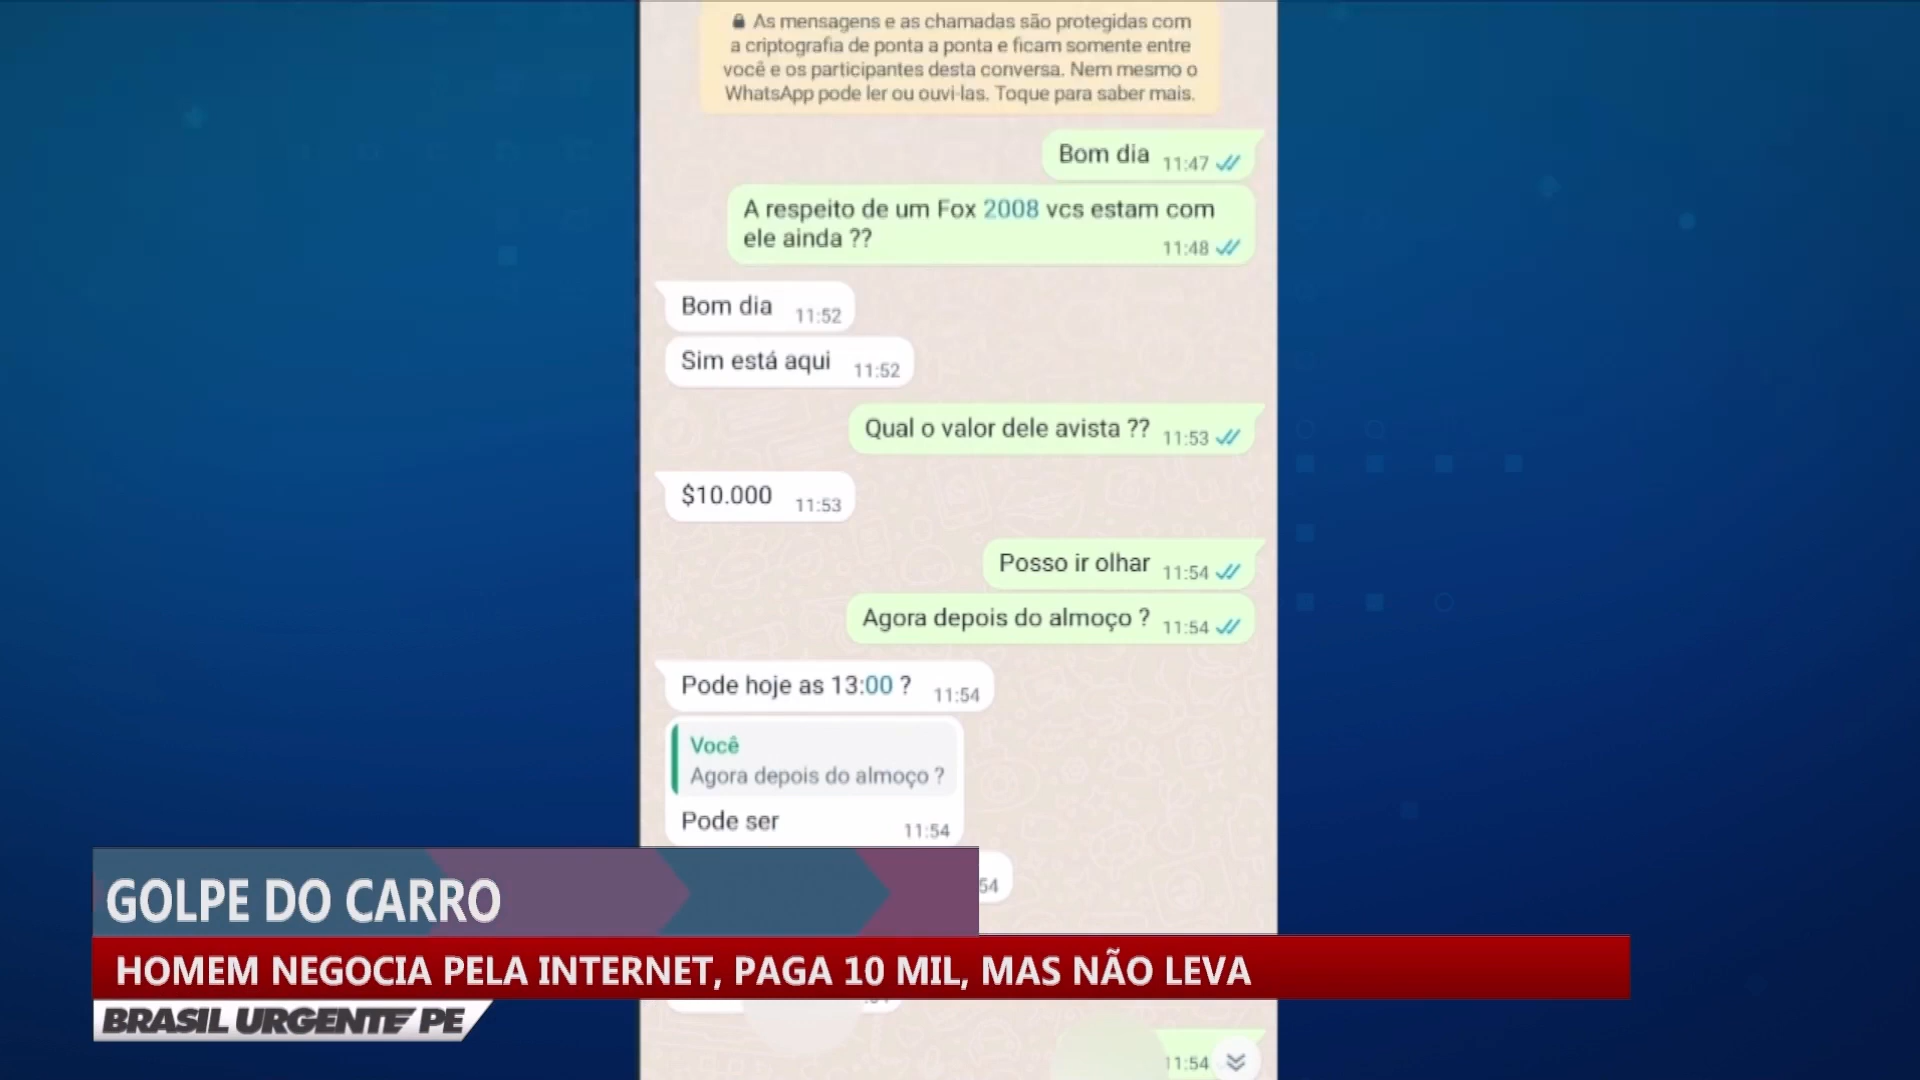 As mensagens e as chamadas são protegidas com
a criptografia de ponta a ponta e ficam somente entre
você e os participantes desta conversa. Nem mesmo o
WhatsApp pode ler ou ouvi-las. Toque para saber mais.
Bom dia 11:47
A respeito de um Fox 2008 vcs estam com
ele ainda ??
11:48
Bom dia 11:52
Sim está aqui 11:52
Qual o valor dele avista ?? 11:53
$10.000 11:53
Posso ir olhar 11:54
Agora depois do almoço ? 11:54
Pode hoje as 13:00 ? 11:54
Você
Agora depois do almoço ?
Pode ser 11:54
54
GOLPE DO CARRO
HOMEM NEGOCIA PELA INTERNET, PAGA 10 MIL, MAS NÃO LEVA
BRASIL URGENTE PE
11:54